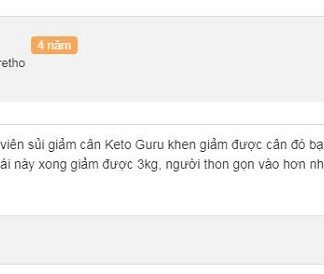 4 năm
retho
viên sủi giảm cân Keto Guru khen giảm được cân đó bạ
ái này xong giảm được 3kg, người thon gọn vào hơn nh